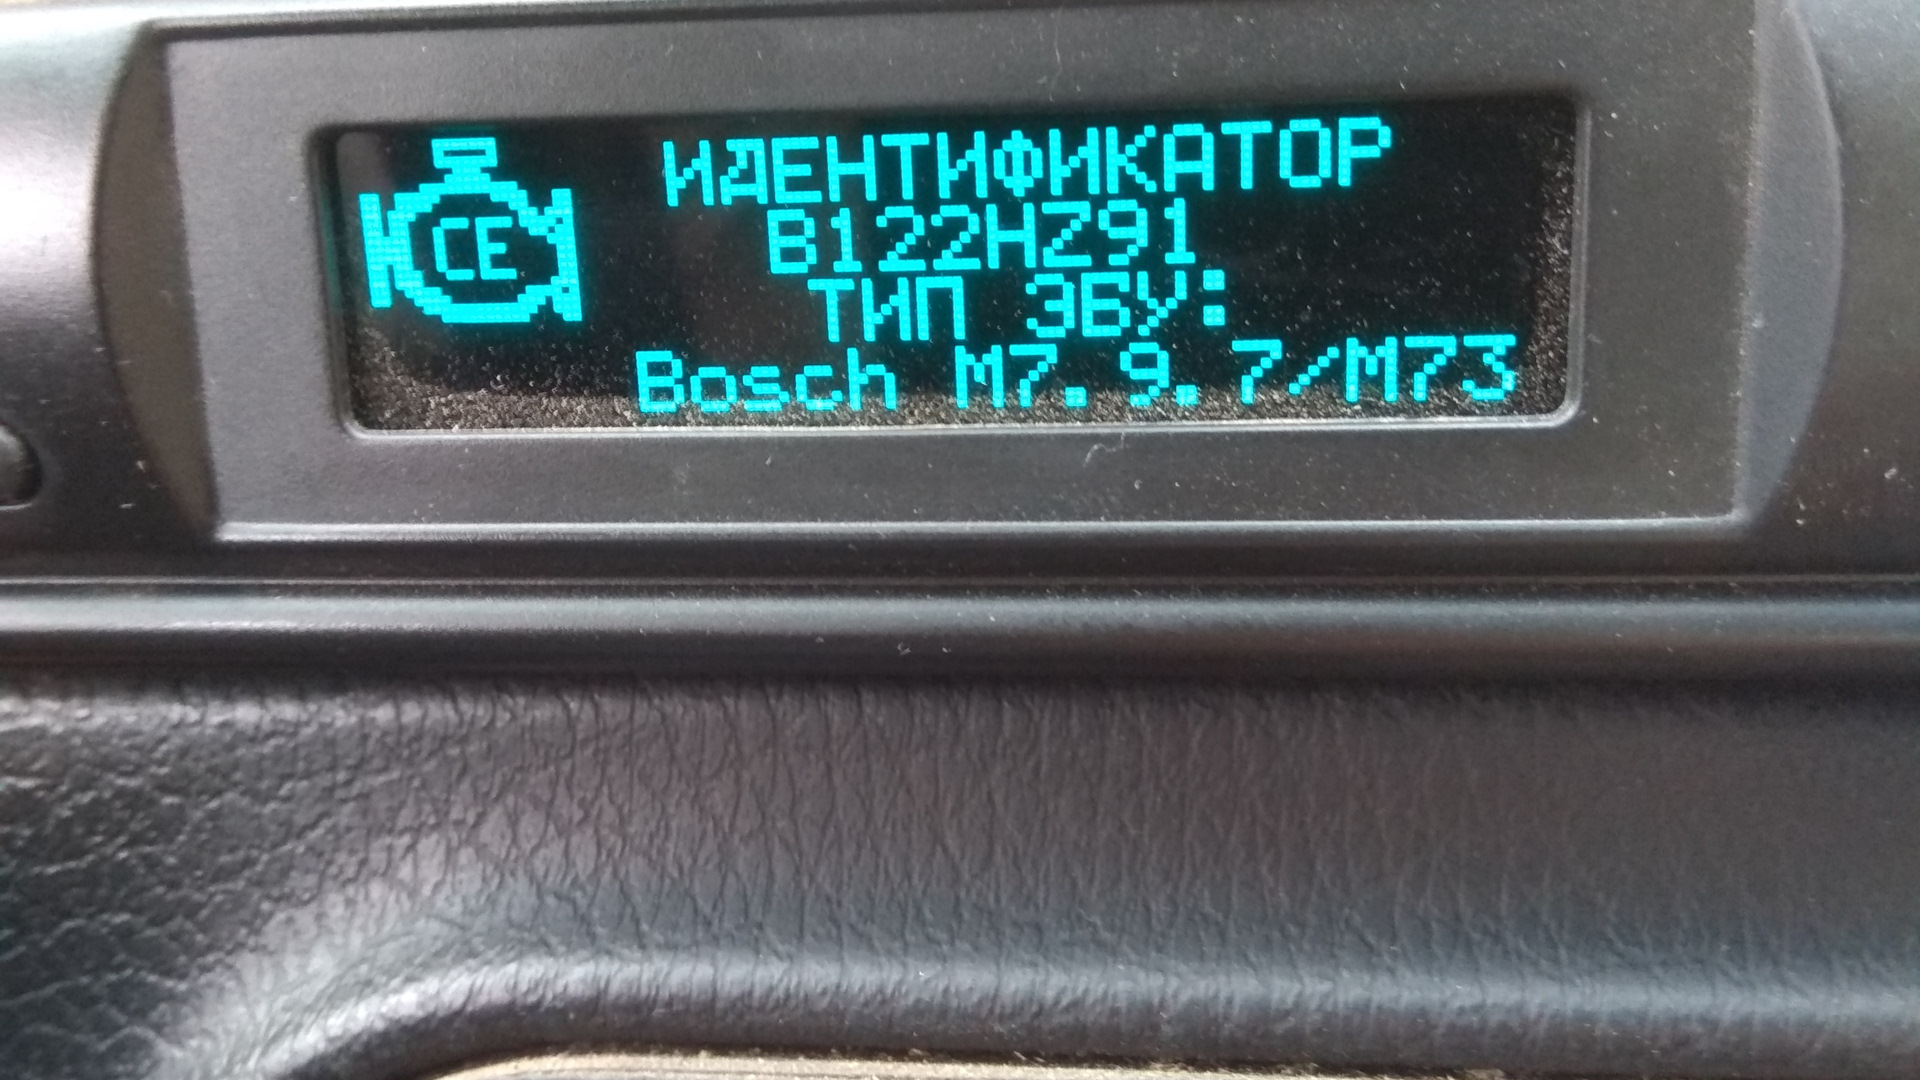 CE
ИДЕНТИФИКАТОР
B122HZ91
ТИП ЭБУ:
Bosch M7.9.7/M73